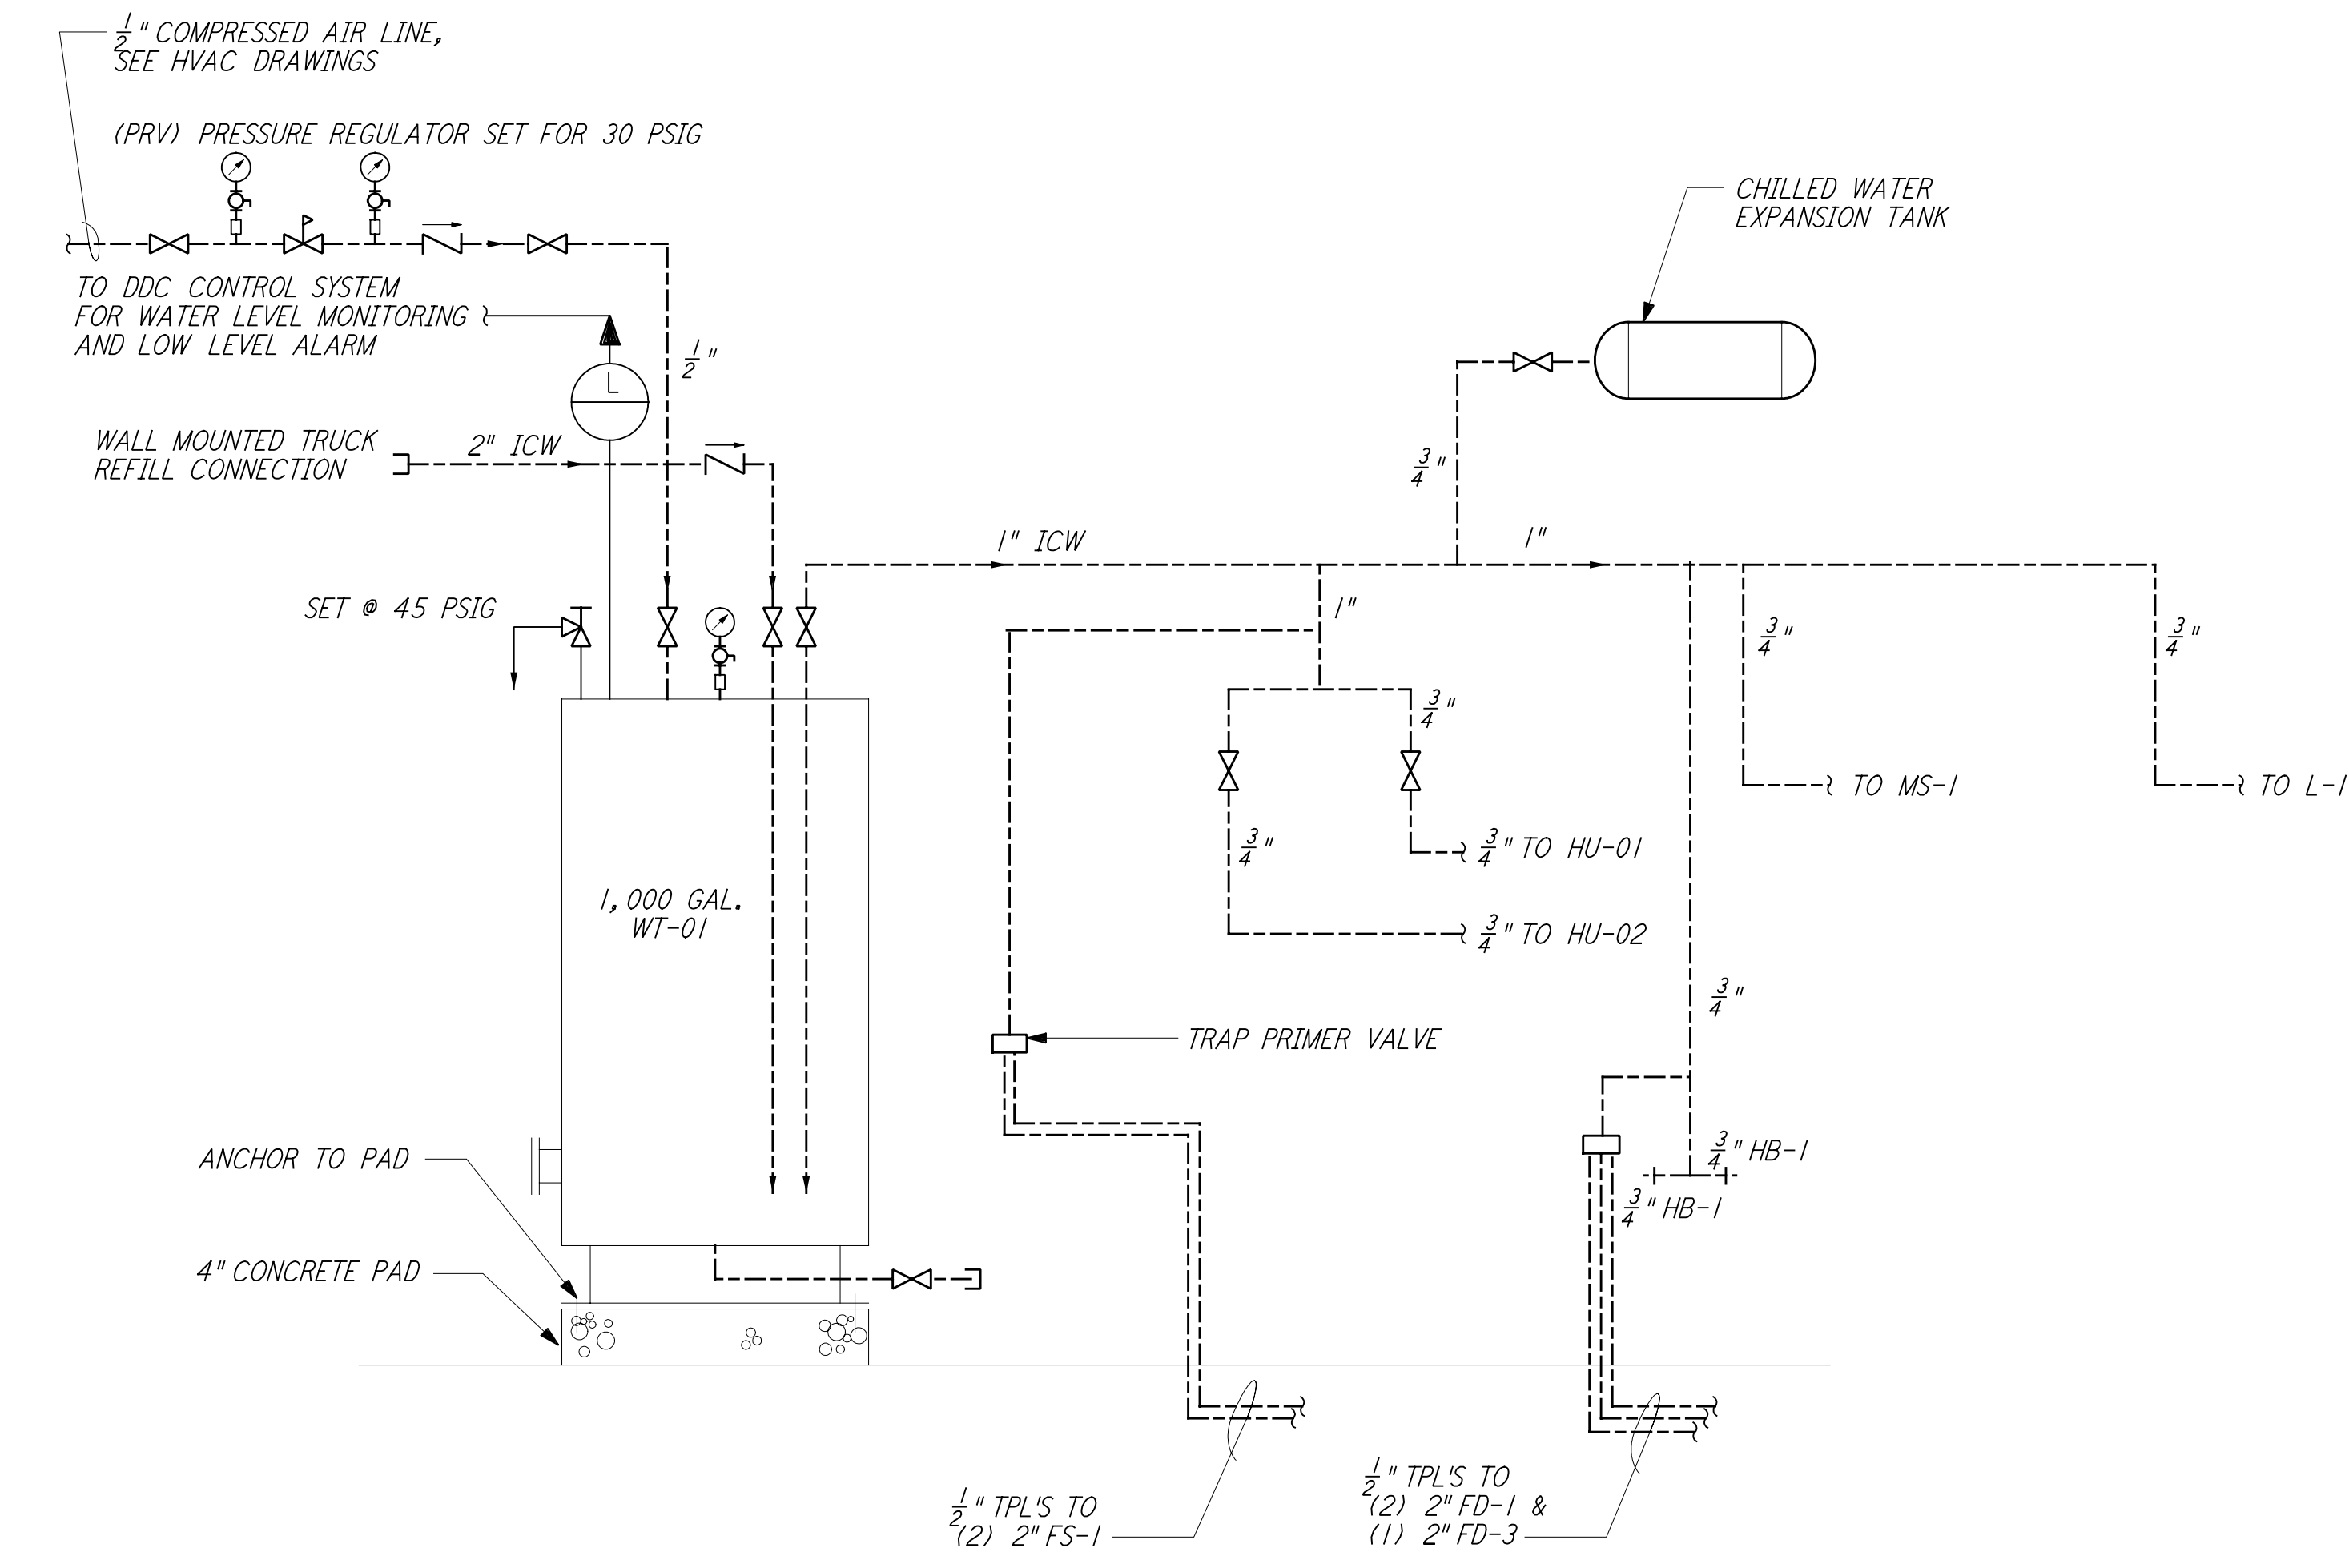 1/2" COMPRESSED AIR LINE,
SEE HVAC DRAWINGS
(PRV) PRESSURE REGULATOR SET FOR 30 PSIG
CHILLED WATER
EXPANSION TANK
TO DDC CONTROL SYSTEM
FOR WATER LEVEL MONITORING
AND LOW LEVEL ALARM
1/2"
L
WALL MOUNTED TRUCK
REFILL CONNECTION
2" ICW
3/4"
1" ICW
1"
SET @ 45 PSIG
1"
3/4"
3/4"
3/4"
TO MS-1
TO L-1
3/4"
3/4" TO HU-01
1,000 GAL.
WT-01
3/4" TO HU-02
3/4"
TRAP PRIMER VALVE
ANCHOR TO PAD
3/4" HB-1
3/4" HB-1
4" CONCRETE PAD
1/2" TPL'S TO
(2) 2" FS-1
1/2" TPL'S TO
(2) 2" FD-1 &
(1) 2" FD-3